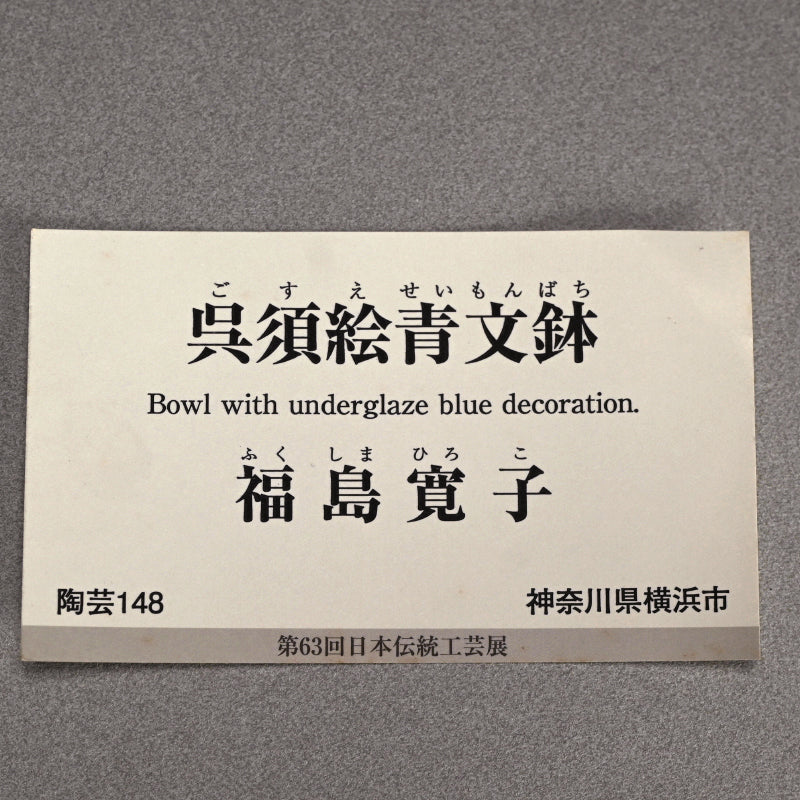 ごすえせいもんばち
呉須絵青文鉢
Bowl with underglaze blue decoration.
ふくしまひろこ
福島寛子
陶芸148
神奈川県横浜市
第63回日本伝統工芸展